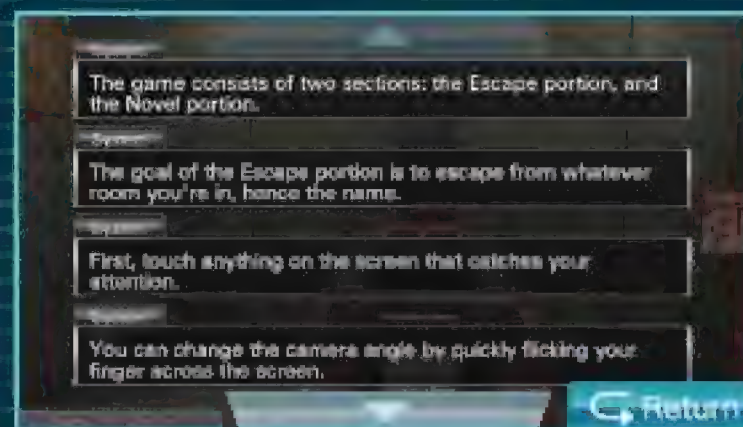 The game consists of two sections: the Escape portion, and
the Novel portion.
System
The goal of the Escape portion is to escape from whatever
room you're in, hence the name.
First, touch anything on the screen that catches your
attention.
You can change the camera angle by quickly flicking your
finger across the screen.
Return